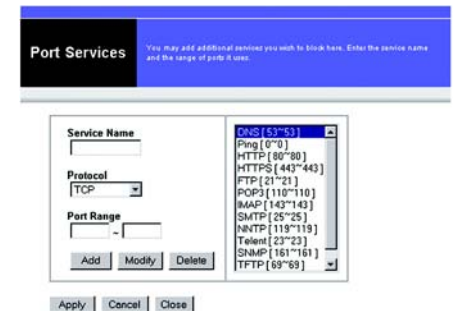 Port Services
You may add additional services you wish to block here. Enter the service name
and the range of ports it uses.
Service Name
Protocol
TCP
Port Range
~
Add Modify Delete
DNS [ 53~53 ]
Ping [ 0~0 ]
HTTP [ 80~80 ]
HTTPS [ 443~443 ]
FTP [ 21~21 ]
POP3 [ 110~110 ]
IMAP [ 143~143 ]
SMTP [ 25~25 ]
NNTP [ 119~119 ]
Telent [ 23~23 ]
SNMP [ 161~161 ]
TFTP [ 69~69 ]
Apply Cancel Close